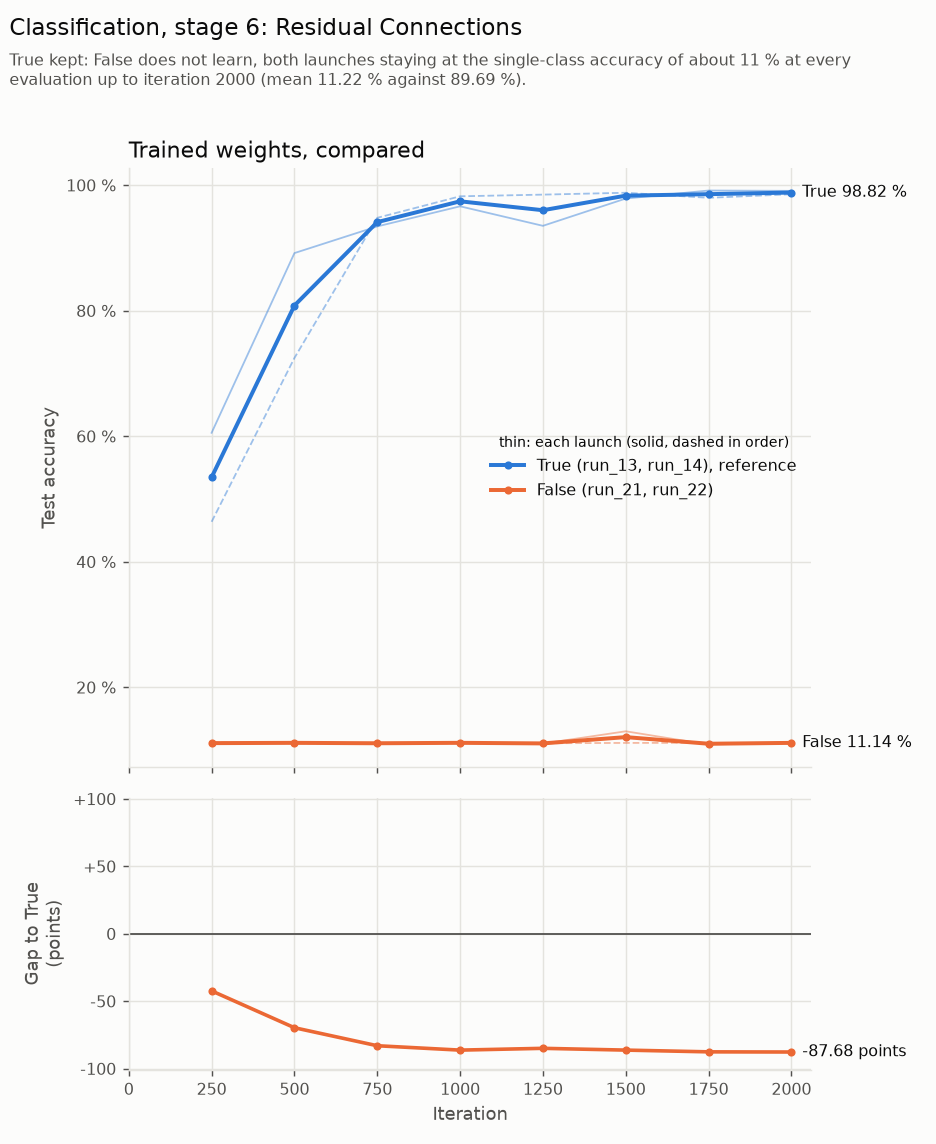 Classification, stage 6: Residual Connections
True kept: False does not learn, both launches staying at the single-class accuracy of about 11 % at every
evaluation up to iteration 2000 (mean 11.22 % against 89.69 %).
Trained weights, compared
100 %
80 %
60 %
40 %
20 %
Test accuracy
True 98.82 %
thin: each launch (solid, dashed in order)
True (run_13, run_14), reference
False (run_21, run_22)
False 11.14 %
+100
+50
0
-50
-100
Gap to True
(points)
-87.68 points
0 250 500 750 1000 1250 1500 1750 2000
Iteration